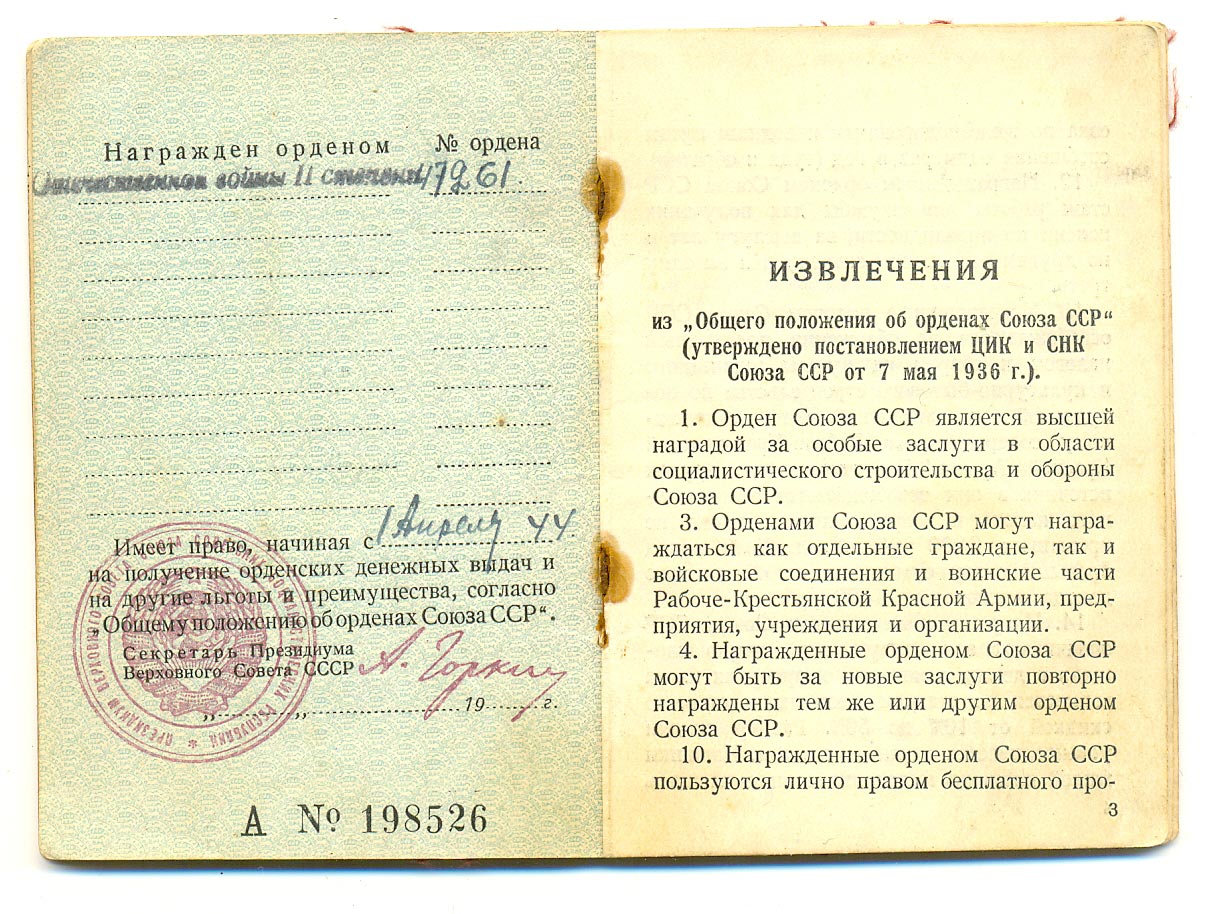 Награжден орденом № ордена
Отечественной войны II степени 47261.
Имеет право, начиная с 1 Апреля 44
на получение орденских денежных выдач и
на другие льготы и преимущества, согласно
„Общему положению об орденах Союза ССР“.
Секретарь Президиума
Верховного Совета СССР А. Горкин
„ „ 19 г.
А № 198526
ИЗВЛЕЧЕНИЯ
из „Общего положения об орденах Союза ССР“
(утверждено постановлением ЦИК и СНК
Союза ССР от 7 мая 1936 г.).
1. Орден Союза ССР является высшей
наградой за особые заслуги в области
социалистического строительства и обороны
Союза ССР.
3. Орденами Союза ССР могут награ-
ждаться как отдельные граждане, так и
войсковые соединения и воинские части
Рабоче-Крестьянской Красной Армии, пред-
приятия, учреждения и организации.
4. Награжденные орденом Союза ССР
могут быть за новые заслуги повторно
награждены тем же или другим орденом
Союза ССР.
10. Награжденные орденом Союза ССР
пользуются лично правом бесплатного про-
3